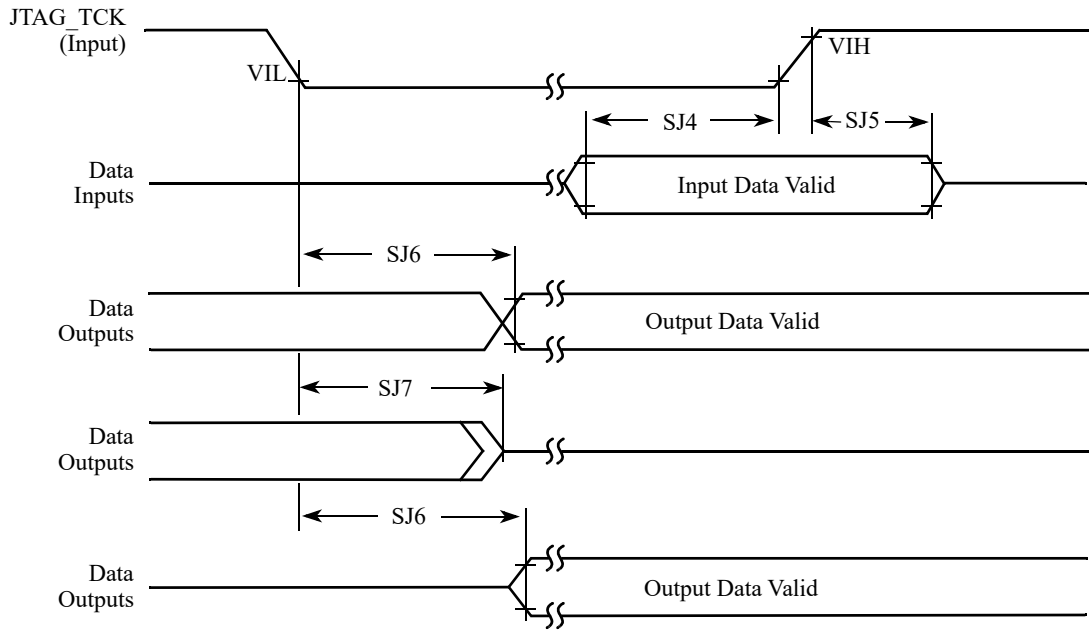 JTAG_TCK
(Input)
VIL
VIH
SJ4
SJ5
Data
Inputs
Input Data Valid
SJ6
Data
Outputs
Output Data Valid
SJ7
Data
Outputs
SJ6
Data
Outputs
Output Data Valid